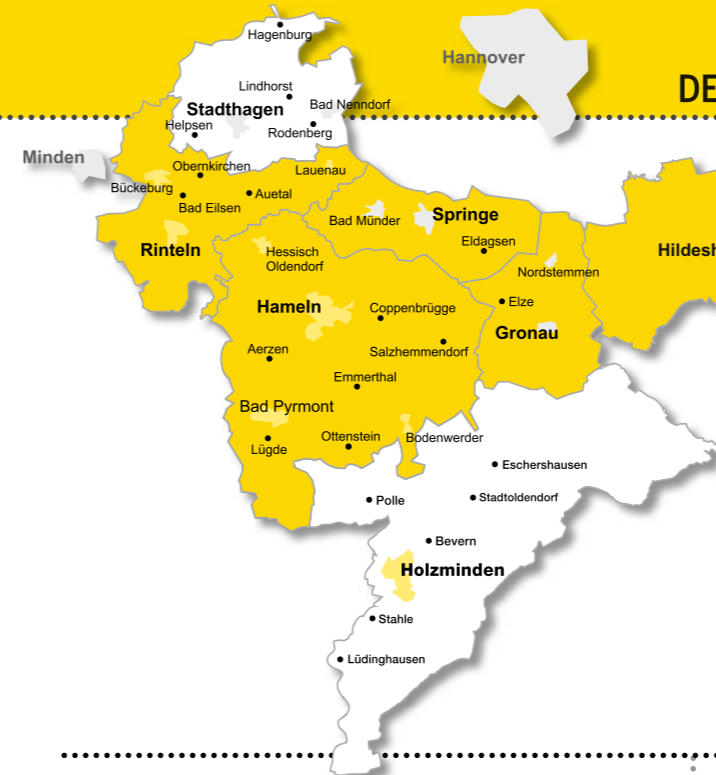 Hagenburg
Hannover
Lindhorst
DE
Stadthagen
Bad Nenndorf
Helpsen
Rodenberg
Minden
Obernkirchen
Lauenau
Bückeburg
Auetal
Bad Eilsen
Bad Münder
Springe
Rinteln
Eldagsen
Hildesh
Hessisch
Oldendorf
Nordstemmen
Hameln
Coppenbrügge
Elze
Gronau
Aerzen
Salzhemmendorf
Emmerthal
Bad Pyrmont
Ottenstein
Bodenwerder
Lügde
Eschershausen
Polle
Stadtoldendorf
Bevern
Holzminden
Stahle
Lüdinghausen